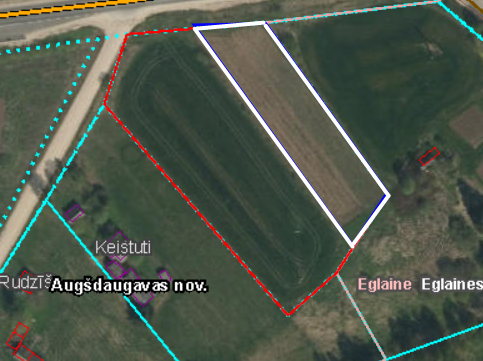 Keistuti
Rudzīš
Augšdaugavas nov.
Eglaine Eglaines